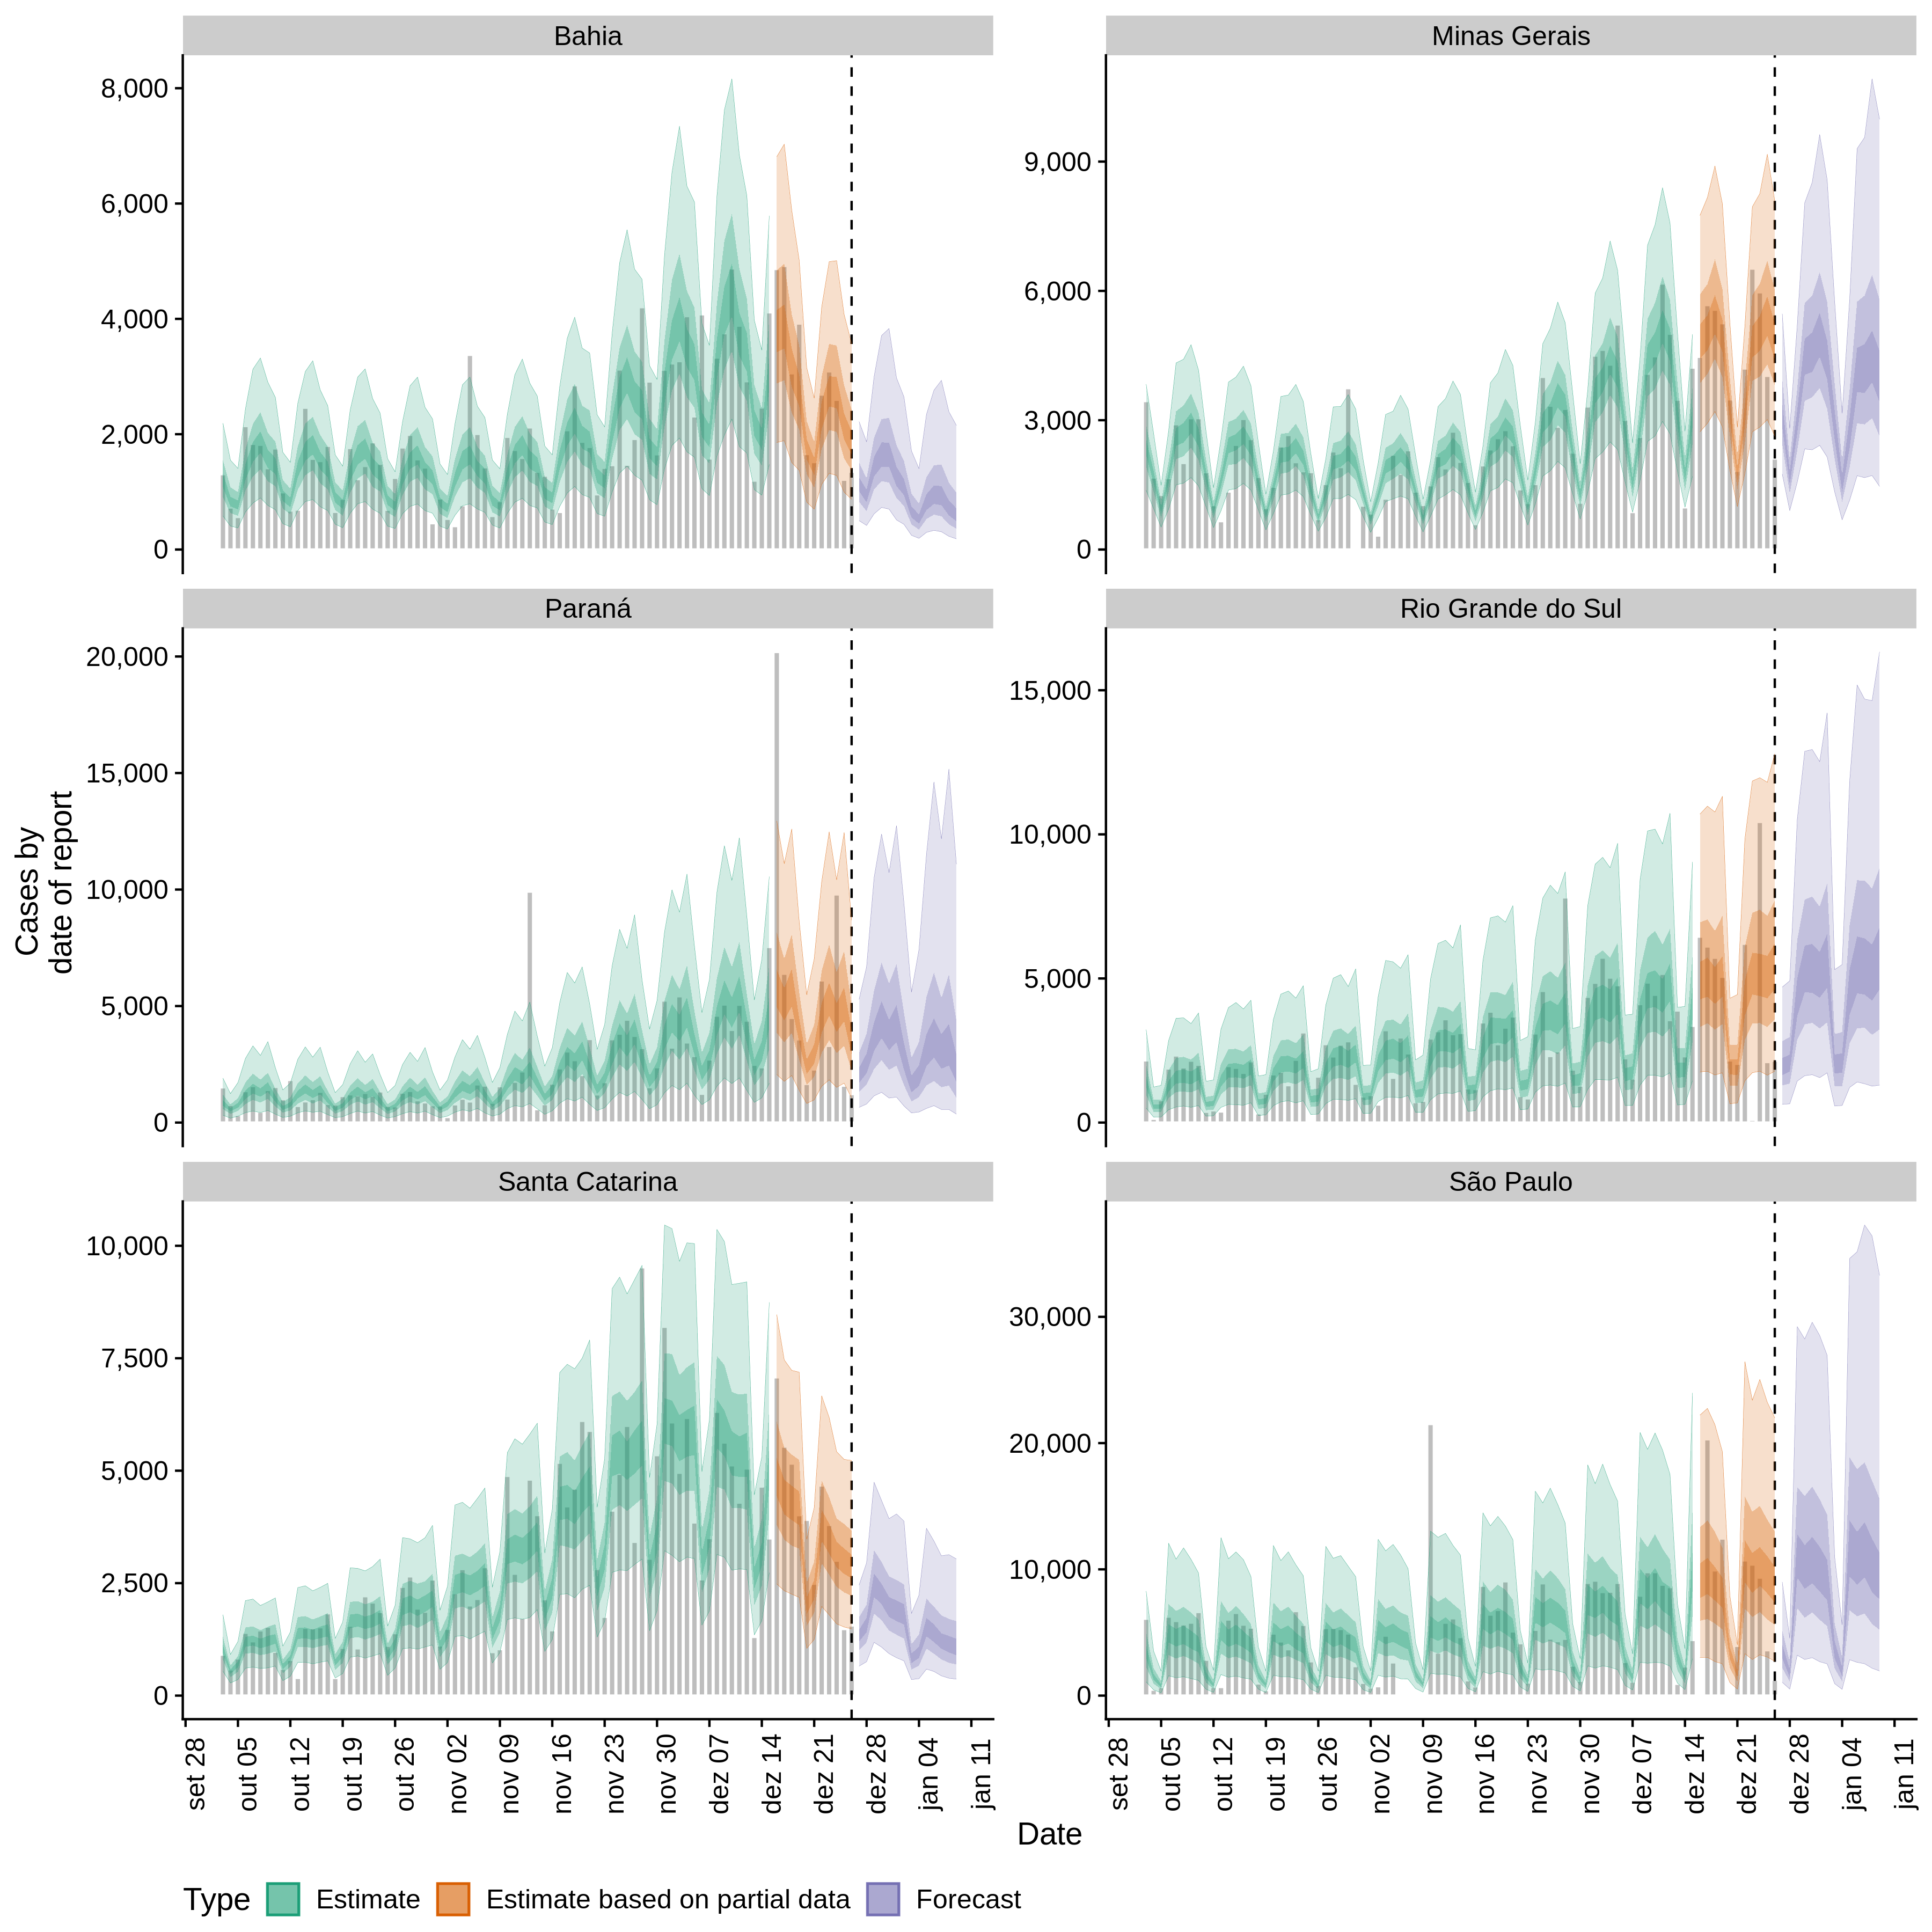 Bahia
Minas Gerais
8,000
6,000
4,000
2,000
0
9,000
6,000
3,000
0
Paraná
Rio Grande do Sul
20,000
15,000
10,000
5,000
0
15,000
10,000
5,000
0
Cases by
date of report
Santa Catarina
São Paulo
10,000
7,500
5,000
2,500
0
30,000
20,000
10,000
0
set 28
out 05
out 12
out 19
out 26
nov 02
nov 09
nov 16
nov 23
nov 30
dez 07
dez 14
dez 21
dez 28
jan 04
jan 11
set 28
out 05
out 12
out 19
out 26
nov 02
nov 09
nov 16
nov 23
nov 30
dez 07
dez 14
dez 21
dez 28
jan 04
jan 11
Date
Type Estimate Estimate based on partial data Forecast